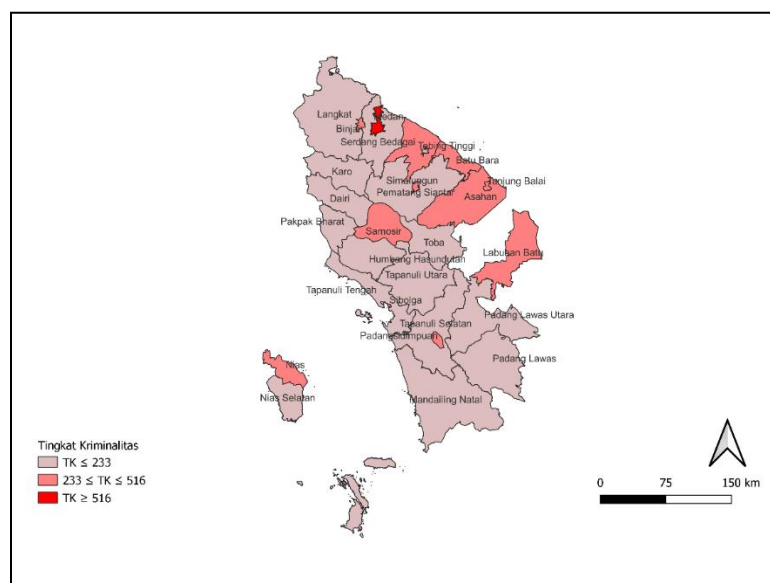 Langkat
Medan
Binjai
Serdang Bedagai
Tebing Tinggi
Batu Bara
Karo
Simalungun
Tanjung Balai
Pematang Siantar
Asahan
Dairi
Pakpak Bharat
Samosir
Toba
Labuhan Batu
Humbang Hasundutan
Tapanuli Utara
Tapanuli Tengah
Sibolga
Padang Lawas Utara
Tapanuli Selatan
Padangsidimpuan
Padang Lawas
Nias
Nias Selatan
Mandailing Natal
Tingkat Kriminalitas
TK ≤ 233
233 ≤ TK ≤ 516
TK ≥ 516
0 75 150 km